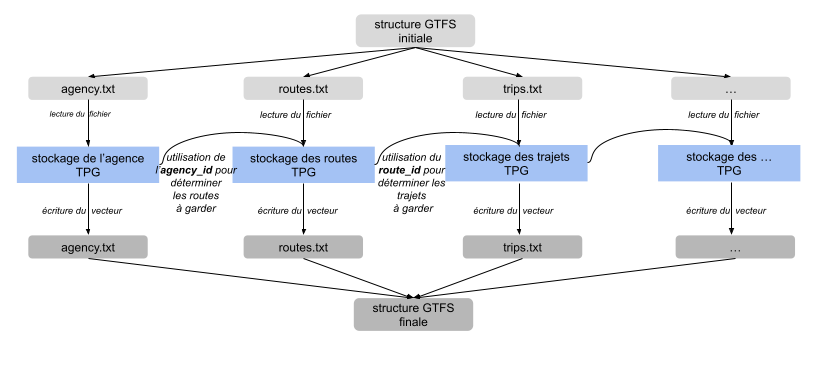 structure GTFS
initiale
agency.txt
routes.txt
trips.txt
...
lecture du fichier
lecture du fichier
lecture du fichier
lecture du fichier
stockage de l'agence
TPG
utilisation de
l'agency_id pour
déterminer
les routes
à garder
stockage des routes
TPG
utilisation du
route_id pour
déterminer les
trajets
à garder
stockage des trajets
TPG
stockage des ...
TPG
écriture du vecteur
écriture du vecteur
écriture du vecteur
écriture du vecteur
agency.txt
routes.txt
trips.txt
...
structure GTFS
finale